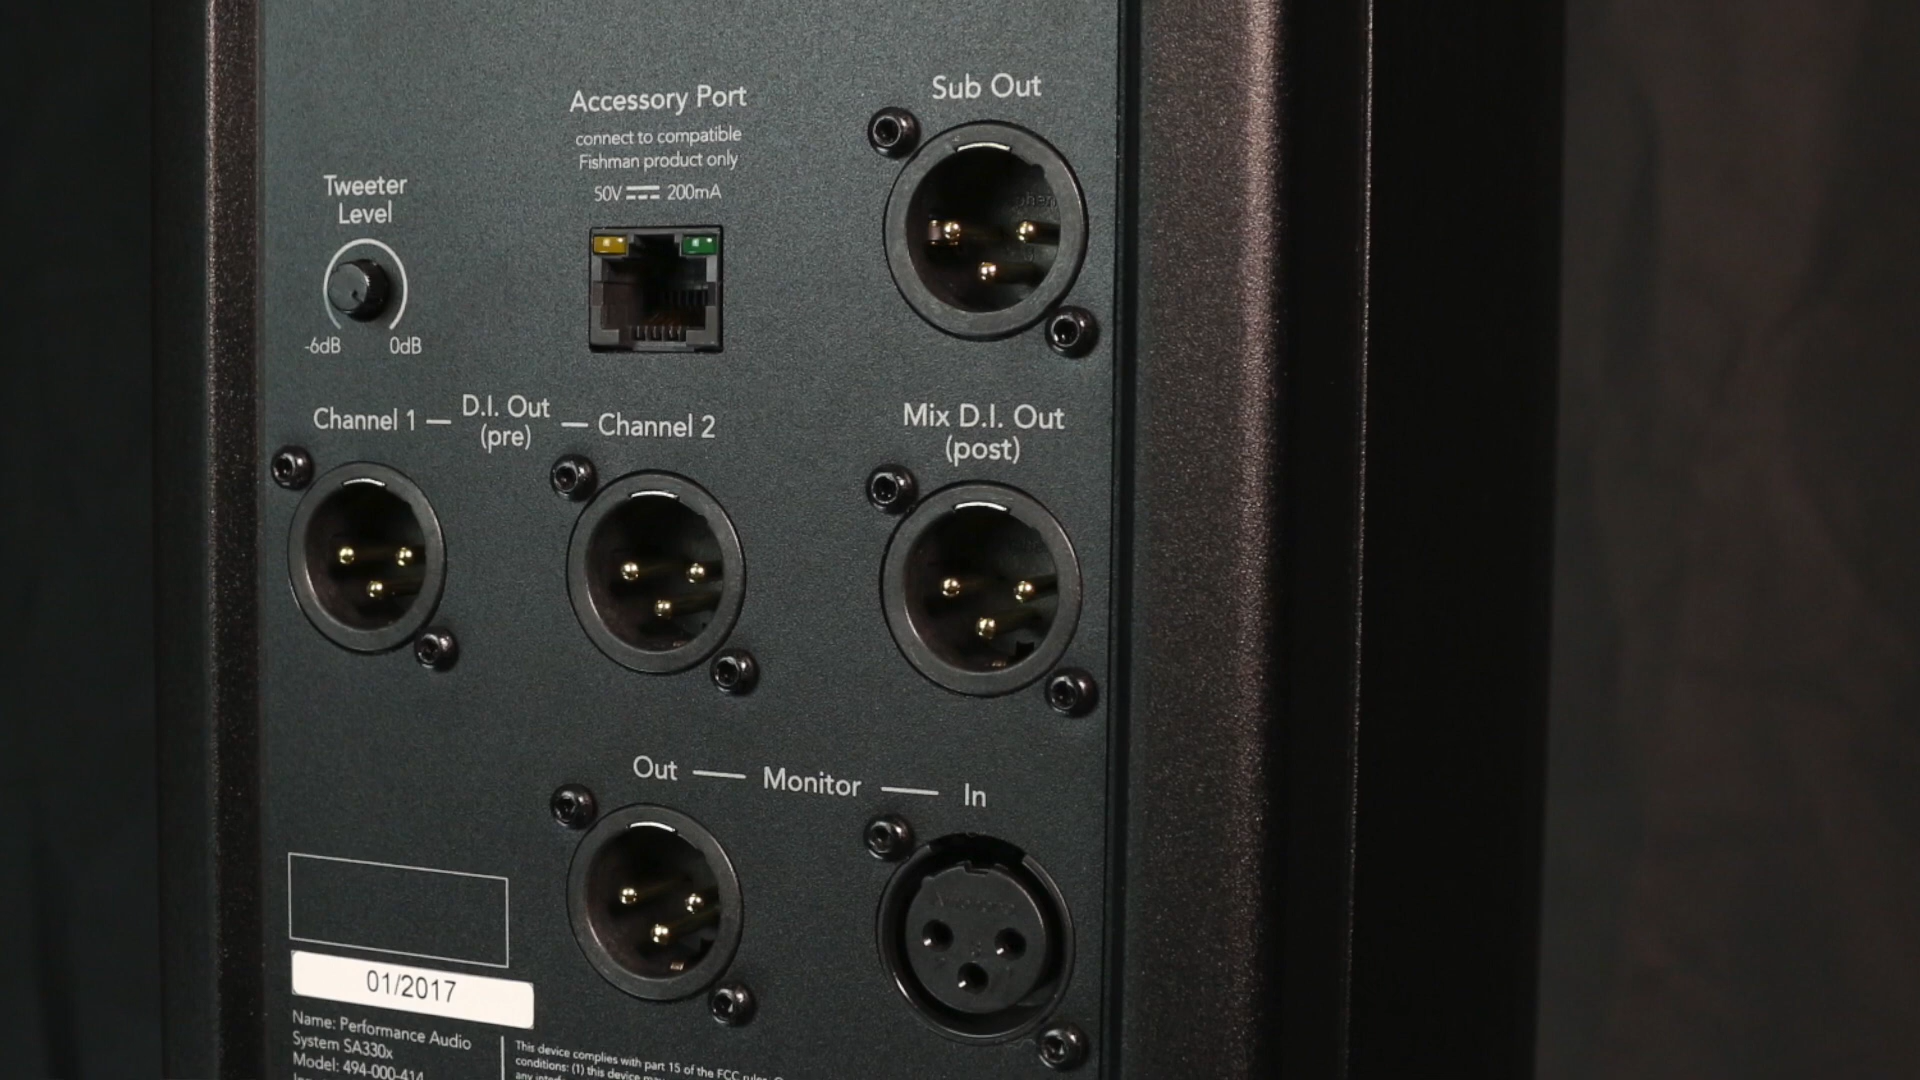 Sub Out
Accessory Port
connect to compatible
Fishman product only
50V 200mA
Tweeter
Level
-6dB 0dB
Channel 1 — D.I. Out (pre) — Channel 2
Mix D.I. Out
(post)
Out — Monitor — In
01/2017
Name: Performance Audio
System SA330x
Model: 494-000-414
This device complies with part 15 of the FCC rules.
conditions: (1) this device